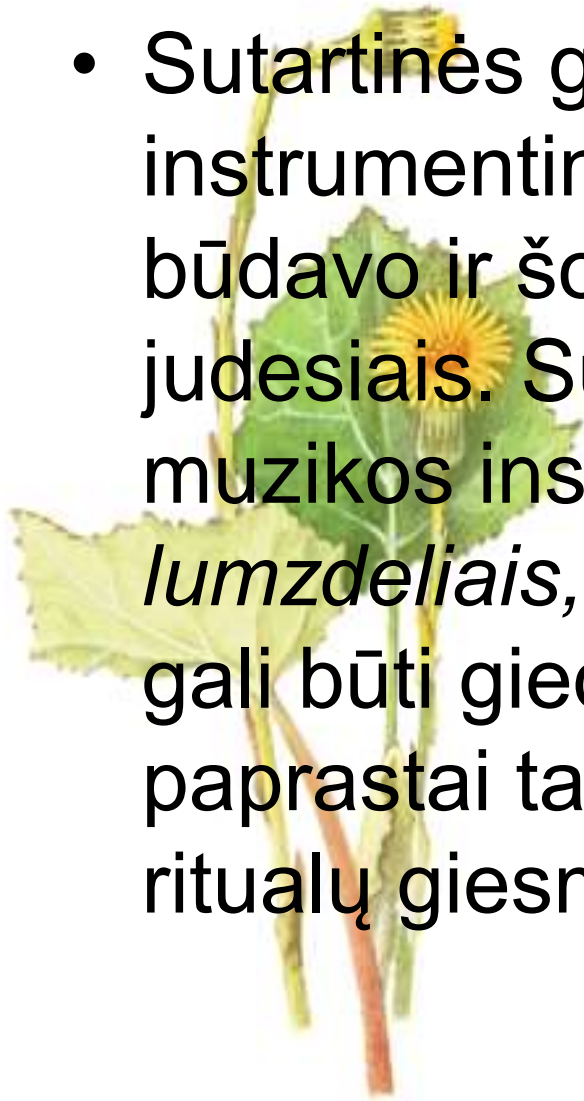 • Sutartinės g
instrumentin
būdavo ir šo
judesiais. Su
muzikos ins
lumzdeliais,
gali būti gied
paprastai ta
ritualų giesn